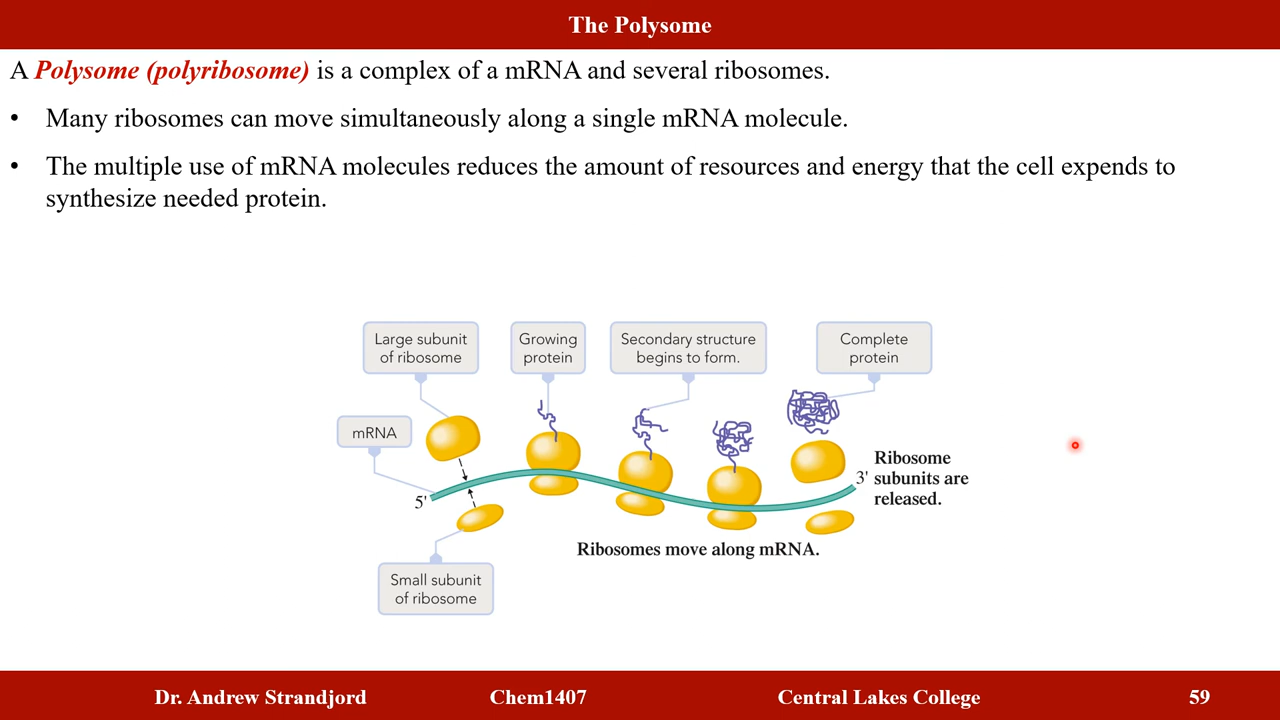 The Polysome
A Polysome (polyribosome) is a complex of a mRNA and several ribosomes.
• Many ribosomes can move simultaneously along a single mRNA molecule.
• The multiple use of mRNA molecules reduces the amount of resources and energy that the cell expends to
synthesize needed protein.
Large subunit
of ribosome
Growing
protein
Secondary structure
begins to form.
Complete
protein
mRNA
5'
3'
Ribosome
subunits are
released.
Ribosomes move along mRNA.
Small subunit
of ribosome
Dr. Andrew Strandjord Chem1407 Central Lakes College 59